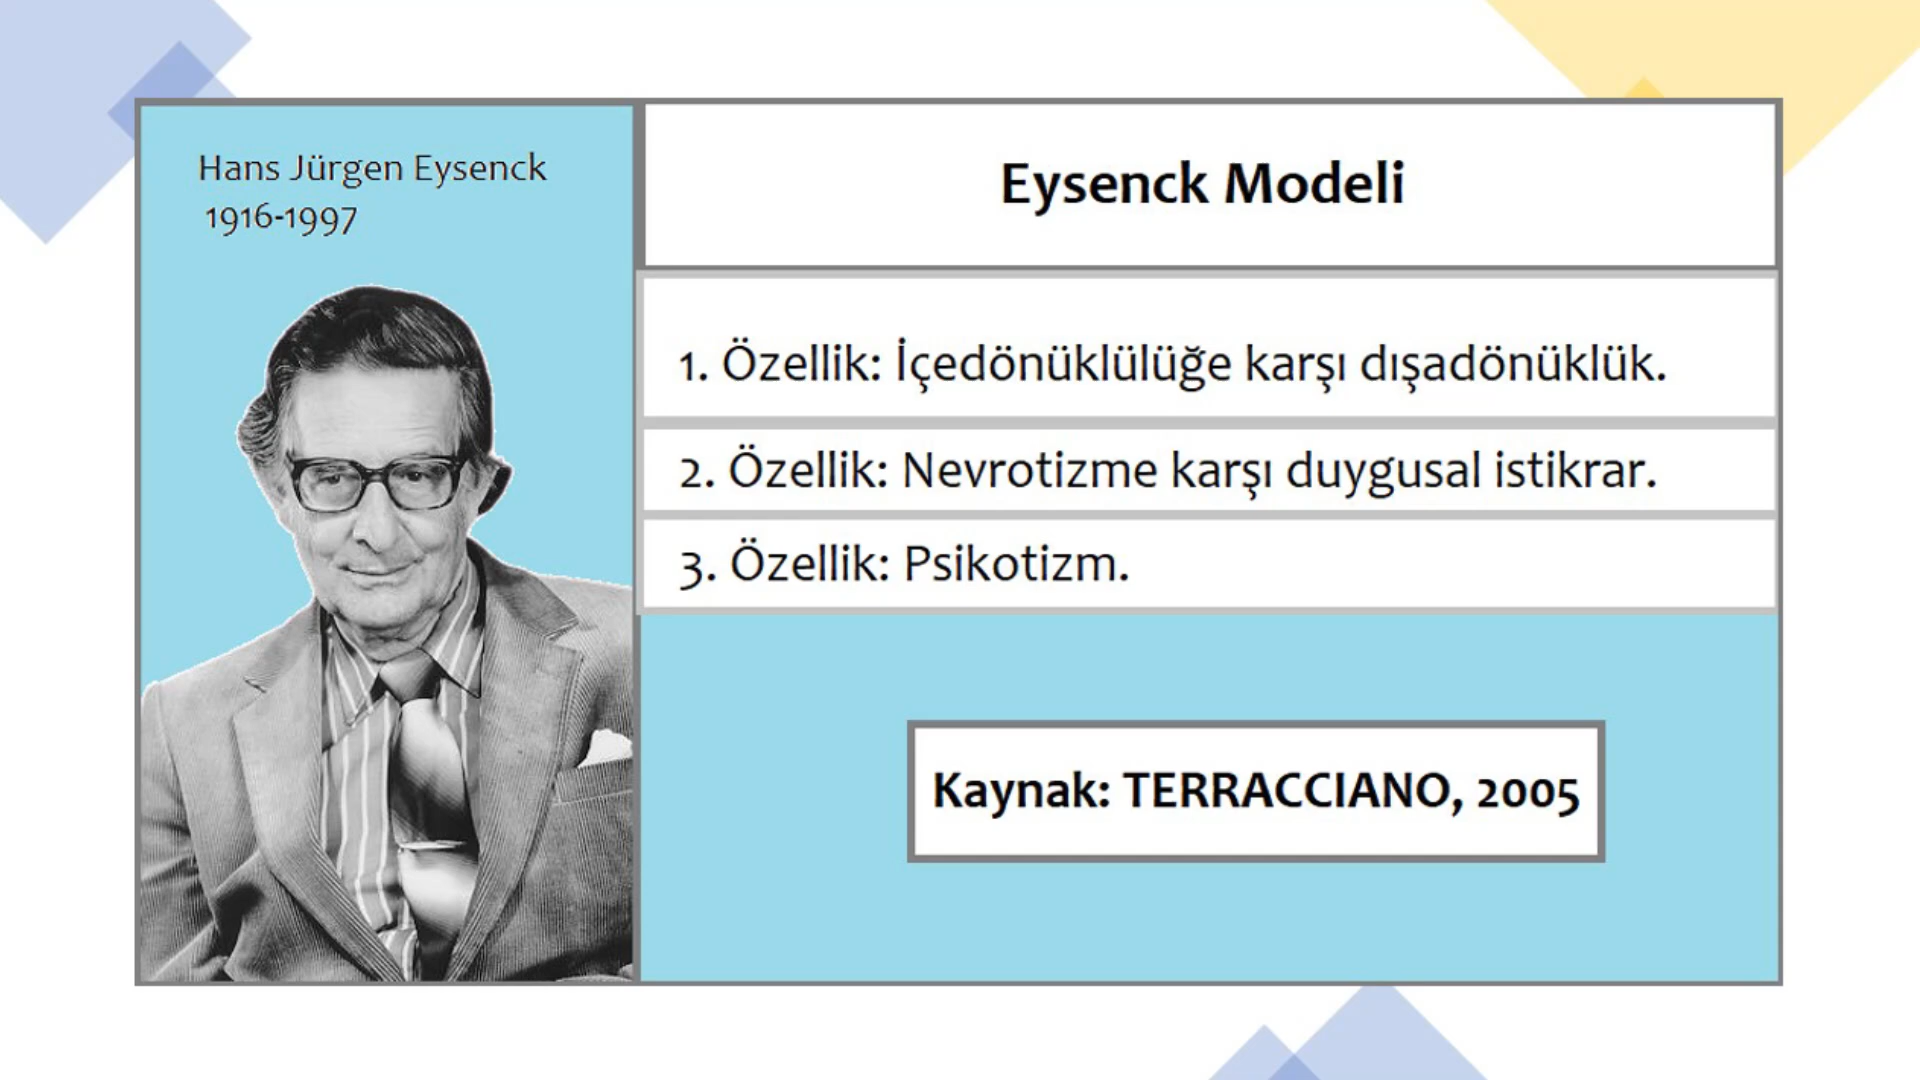 Hans Jürgen Eysenck
1916-1997
Eysenck Modeli
1. Özellik: İçedönüklülüğe karşı dışadönüklük.
2. Özellik: Nevrotizme karşı duygusal istikrar.
3. Özellik: Psikotizm.
Kaynak: TERRACCIANO, 2005